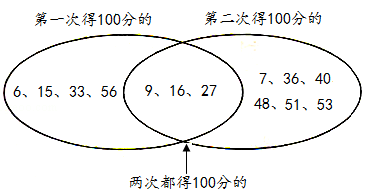 第一次得100分的
第二次得100分的
6、15、33、56
9、16、27
7、36、40
48、51、53
两次都得100分的